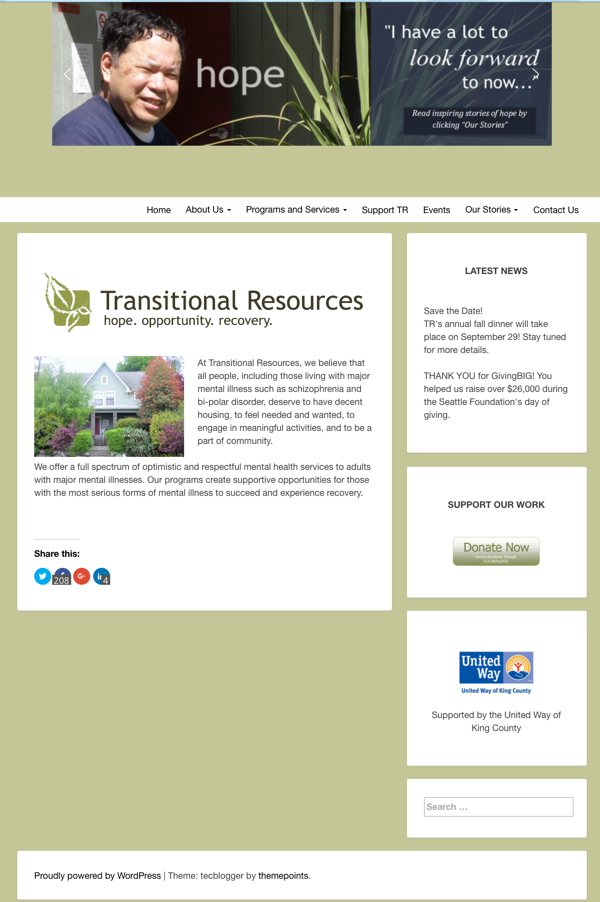 hope
"I have a lot to
look forward
to now..."
Read inspiring stories of hope by
clicking "Our Stories"
Home About Us Programs and Services Support TR Events Our Stories Contact Us
Transitional Resources
hope. opportunity. recovery.
At Transitional Resources, we believe that
all people, including those living with major
mental illness such as schizophrenia and
bi-polar disorder, deserve to have decent
housing, to feel needed and wanted, to
engage in meaningful activities, and to be a
part of community.
We offer a full spectrum of optimistic and respectful mental health services to adults
with major mental illnesses. Our programs create supportive opportunities for those
with the most serious forms of mental illness to succeed and experience recovery.
Share this:
208
G+
in
4
LATEST NEWS
Save the Date!
TR's annual fall dinner will take
place on September 29! Stay tuned
for more details.
THANK YOU for GivingBIG! You
helped us raise over $26,000 during
the Seattle Foundation's day of
giving.
SUPPORT OUR WORK
Donate Now
United
Way
United Way of King County
Supported by the United Way of
King County
Search ...
Proudly powered by WordPress | Theme: tecblogger by themepoints.